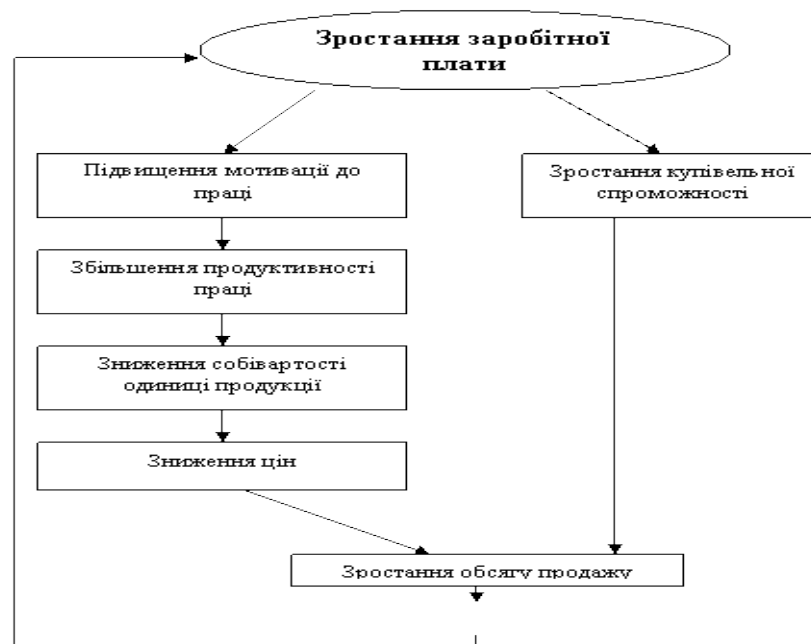 Зростання заробітної
плати
Підвищення мотивації до
праці
Зростання купівельної
спроможності
Збільшення продуктивності
праці
Зниження собівартості
одиниці продукції
Зниження цін
Зростання обсягу продажу